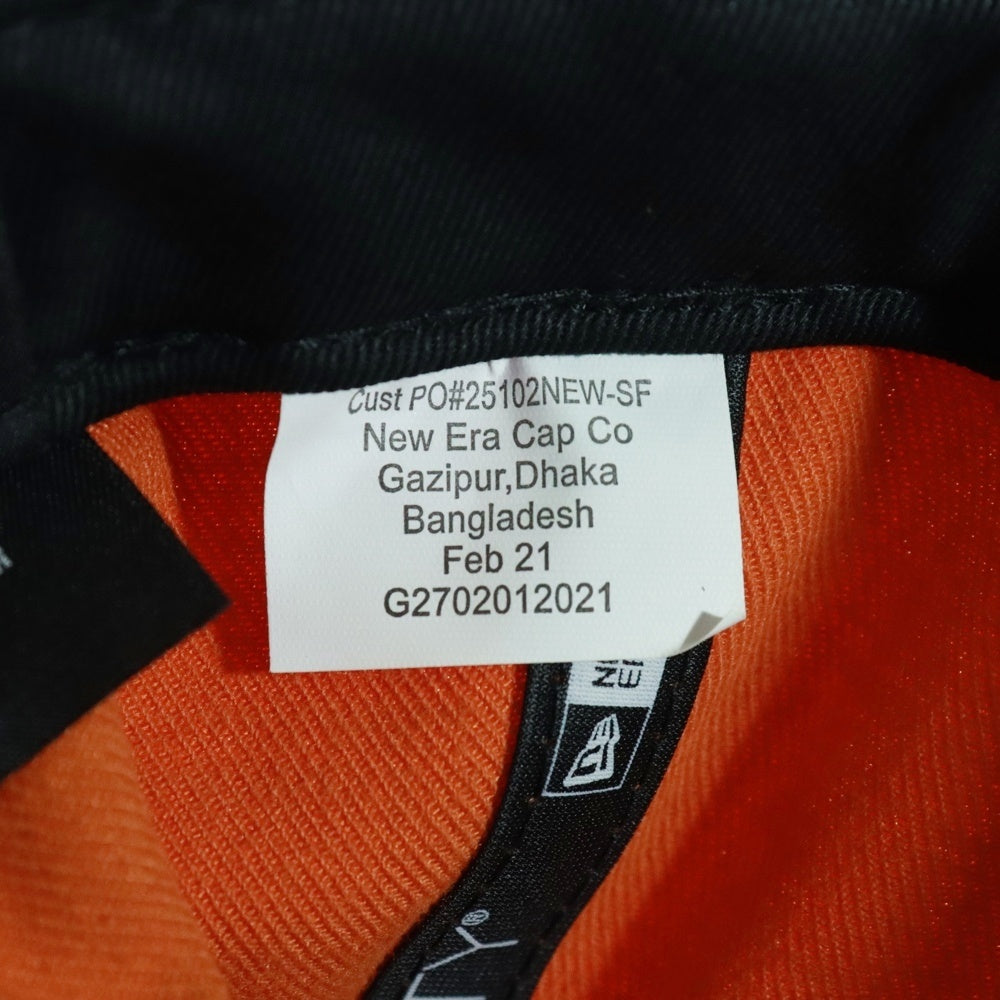 Cust PO#25102NEW-SF
New Era Cap Co
Gazipur,Dhaka
Bangladesh
Feb 21
G2702012021